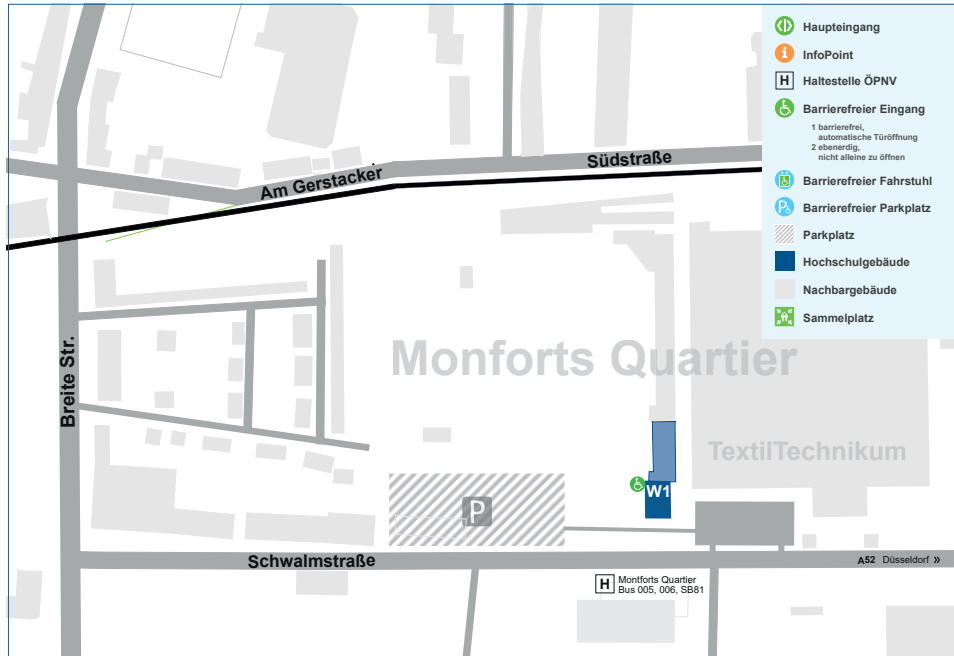 Haupteingang
InfoPoint
H Haltestelle ÖPNV
Barrierefreier Eingang
1 barrierfrei,
automatische Türöffnung
2 ebenerdig,
nicht alleine zu öffnen
Barrierefreier Fahrstuhl
P Barrierefreier Parkplatz
Parkplatz
Hochschulgebäude
Nachbargebäude
Sammelplatz
Südstraße
Am Gerstacker
Breite Str.
Monforts Quartier
TextilTechnikum
W1
P
Schwalmstraße
A52 Düsseldorf »
H Montforts Quartier
Bus 005, 006, SB81